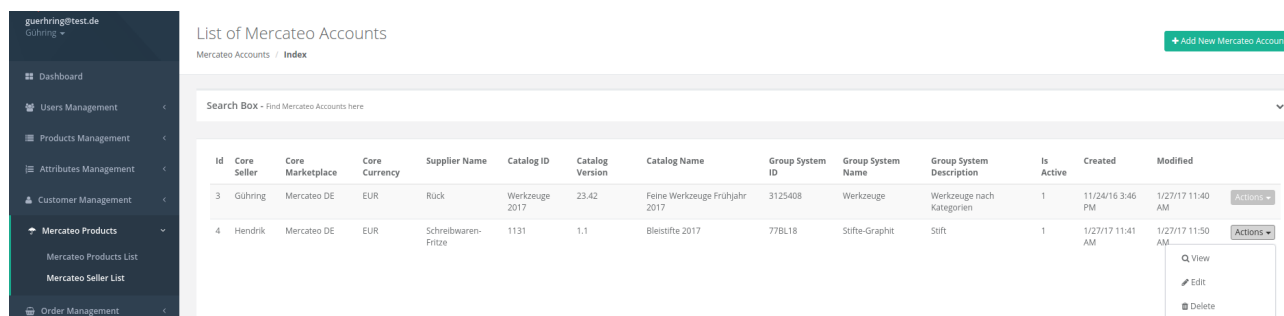 guerhring@test.de
Gühring
Dashboard
Users Management
Products Management
Attributes Management
Customer Management
Mercateo Products
Mercateo Products List
Mercateo Seller List
Order Management
List of Mercateo Accounts
Mercateo Accounts / Index
+ Add New Mercateo Accoun
Search Box - Find Mercateo Accounts here
Id Core Seller Core Marketplace Core Currency Supplier Name Catalog ID Catalog Version Catalog Name Group System ID Group System Name Group System Description Is Active Created Modified
3 Gühring Mercateo DE EUR Rück Werkzeuge 2017 23.42 Feine Werkzeuge Frühjahr 2017 3125408 Werkzeuge Werkzeuge nach Kategorien 1 11/24/16 3:46 PM 1/27/17 11:40 AM Actions
4 Hendrik Mercateo DE EUR Schreibwaren-Fritze 1131 1.1 Bleistifte 2017 77BL18 Stifte-Graphit Stift 1 1/27/17 11:41 AM 1/27/17 11:50 AM Actions
View
Edit
Delete